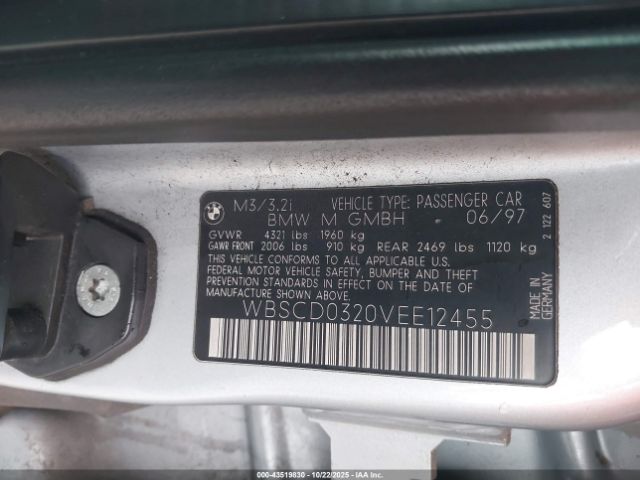 M3/3.2i VEHICLE TYPE: PASSENGER CAR
BMW M GMBH - 06/97
GVWR 4321 lbs 1960 kg
GAWR FRONT 2006 lbs 910 kg REAR 2469 lbs 1120 kg
THIS VEHICLE CONFORMS TO ALL APPLICABLE U.S.
FEDERAL MOTOR VEHICLE SAFETY, BUMPER AND THEFT
PREVENTION STANDARDS IN EFFECT ON THE DATE OF
MANUFACTURE SHOWN ABOVE.
WBSCD0320VEE12455
2 122 607
MADE IN
GERMANY
000-43519830 10/22/2025 IAA